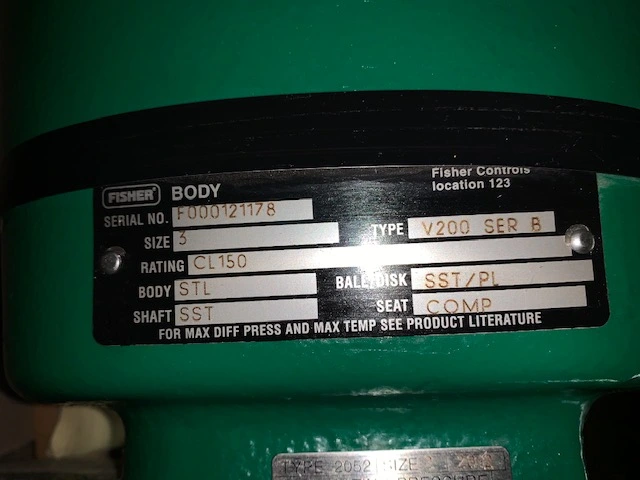 FISHER BODY
Fisher Controls
location 123
SERIAL NO. F000121178
SIZE 3 TYPE V200 SER B
RATING CL150
BODY STL BALL/DISK SST/PL
SHAFT SST SEAT COMP
FOR MAX DIFF PRESS AND MAX TEMP SEE PRODUCT LITERATURE
TYPE 2052 SIZE
PRESSURE